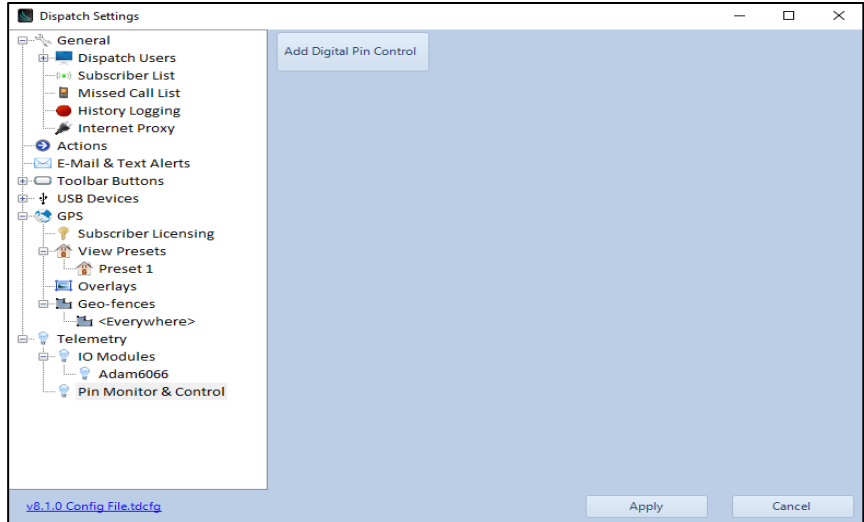 Dispatch Settings
General
Dispatch Users
Subscriber List
Missed Call List
History Logging
Internet Proxy
Actions
E-Mail & Text Alerts
Toolbar Buttons
USB Devices
GPS
Subscriber Licensing
View Presets
Preset 1
Overlays
Geo-fences
<Everywhere>
Telemetry
IO Modules
Adam6066
Pin Monitor & Control
Add Digital Pin Control
v8.1.0 Config File.tdcfg
Apply
Cancel